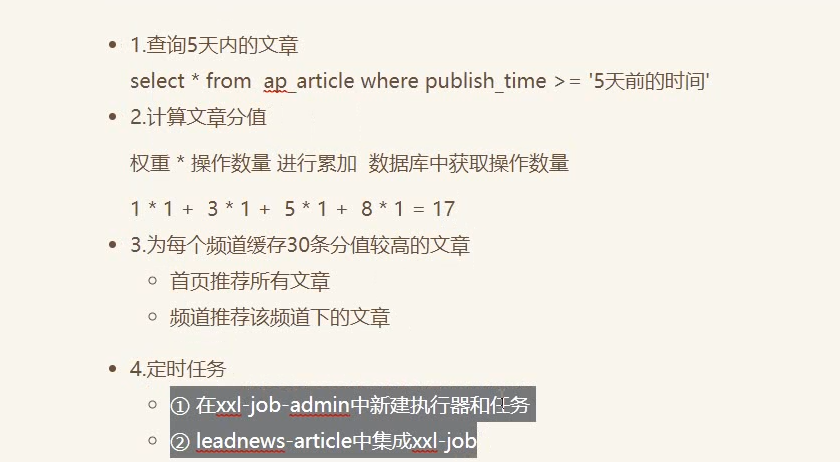 1.查询5天内的文章
select * from ap_article where publish_time >= '5天前的时间'
2.计算文章分值
权重 * 操作数量 进行累加 数据库中获取操作数量
1 * 1 + 3 * 1 + 5 * 1 + 8 * 1 = 17
3.为每个频道缓存30条分值较高的文章
首页推荐所有文章
频道推荐该频道下的文章
4.定时任务
① 在xxl-job-admin中新建执行器和任务
② leadnews-article中集成xxl-job